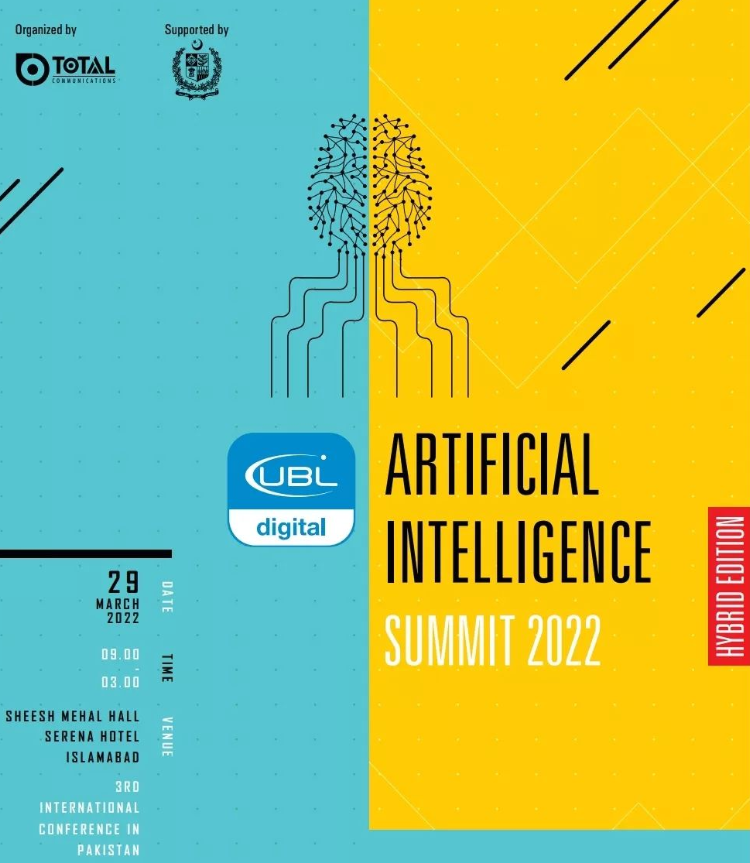 Organized by
TOTAL
COMMUNICATIONS
Supported by
UBL
digital
ARTIFICIAL
INTELLIGENCE
SUMMIT 2022
HYBRID EDITION
29
MARCH
2022
DATE
09.00
-
03.00
TIME
SHEESH MEHAL HALL
SERENA HOTEL
ISLAMABAD
VENUE
3RD
INTERNATIONAL
CONFERENCE IN
PAKISTAN